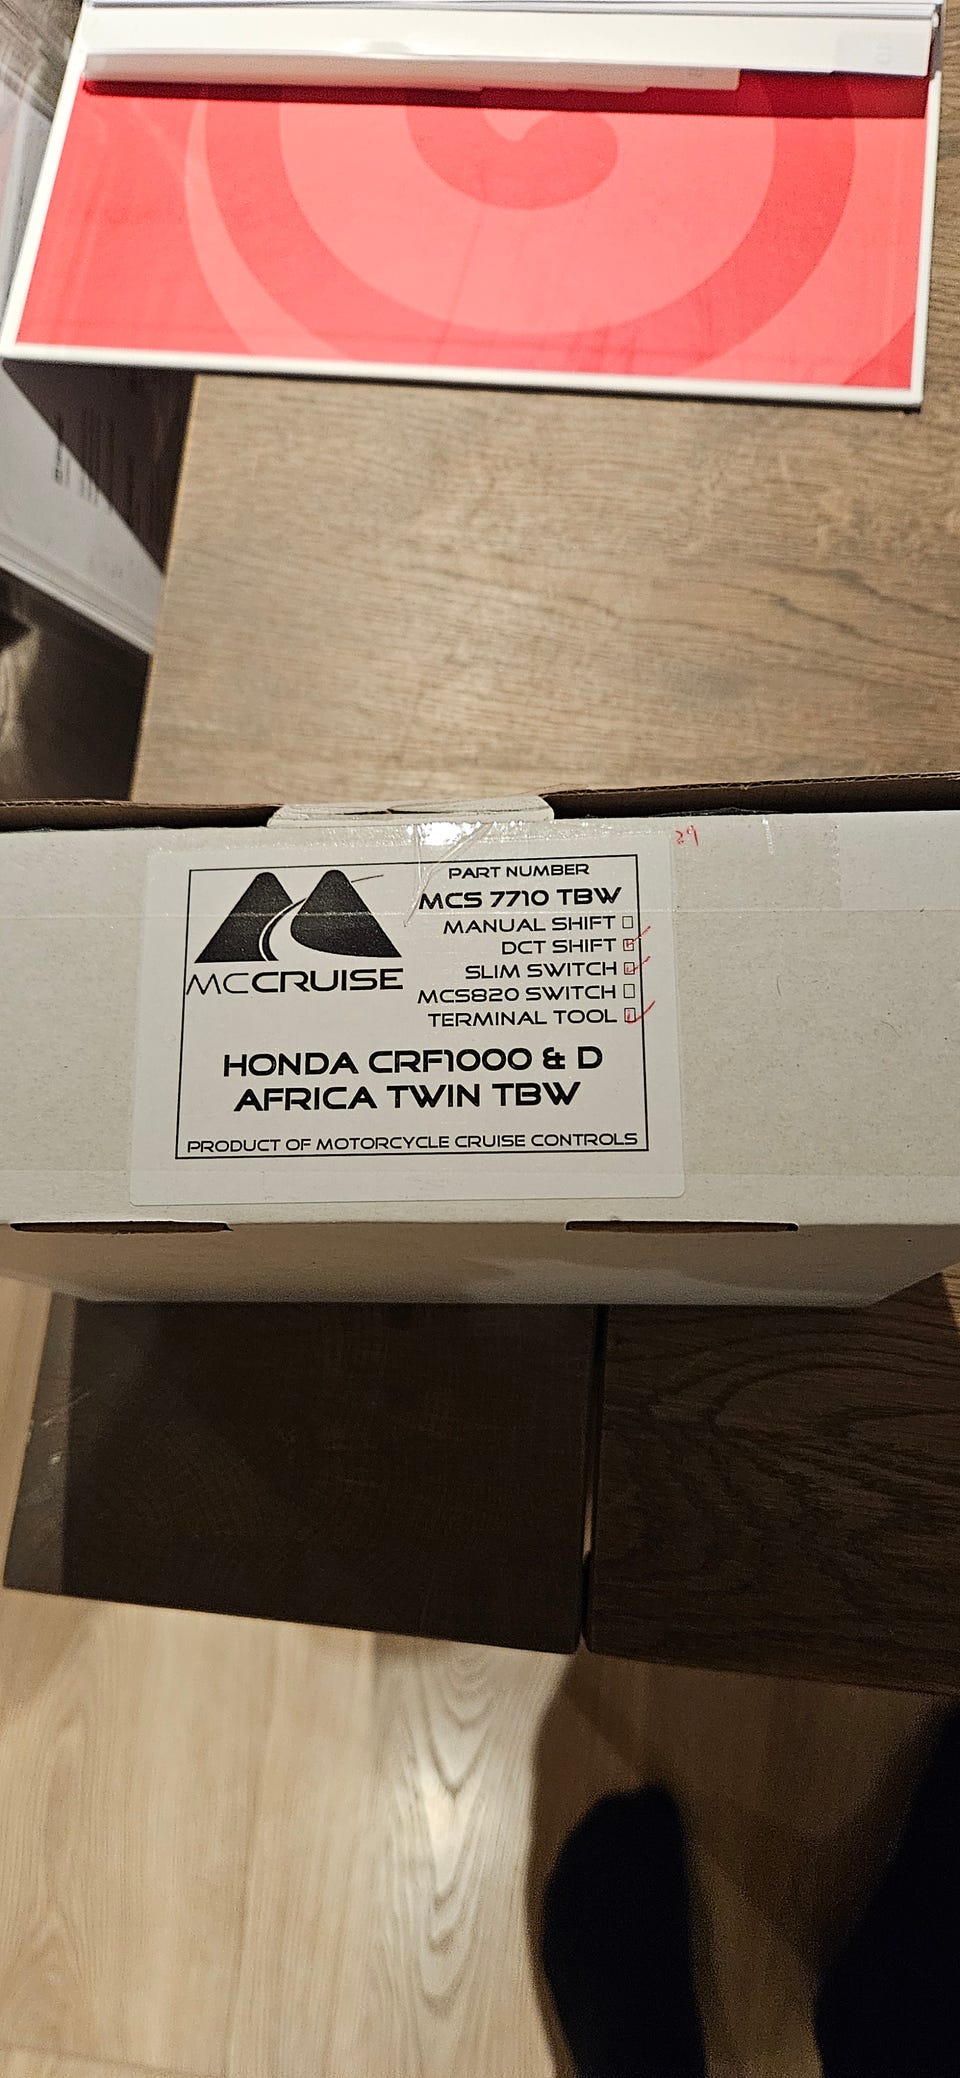 29
PART NUMBER
MCS 7710 TBW
MANUAL SHIFT
DCT SHIFT
SLIM SWITCH
MCS820 SWITCH
TERMINAL TOOL
MCCRUISE
HONDA CRF1000 & D
AFRICA TWIN TBW
PRODUCT OF MOTORCYCLE CRUISE CONTROLS